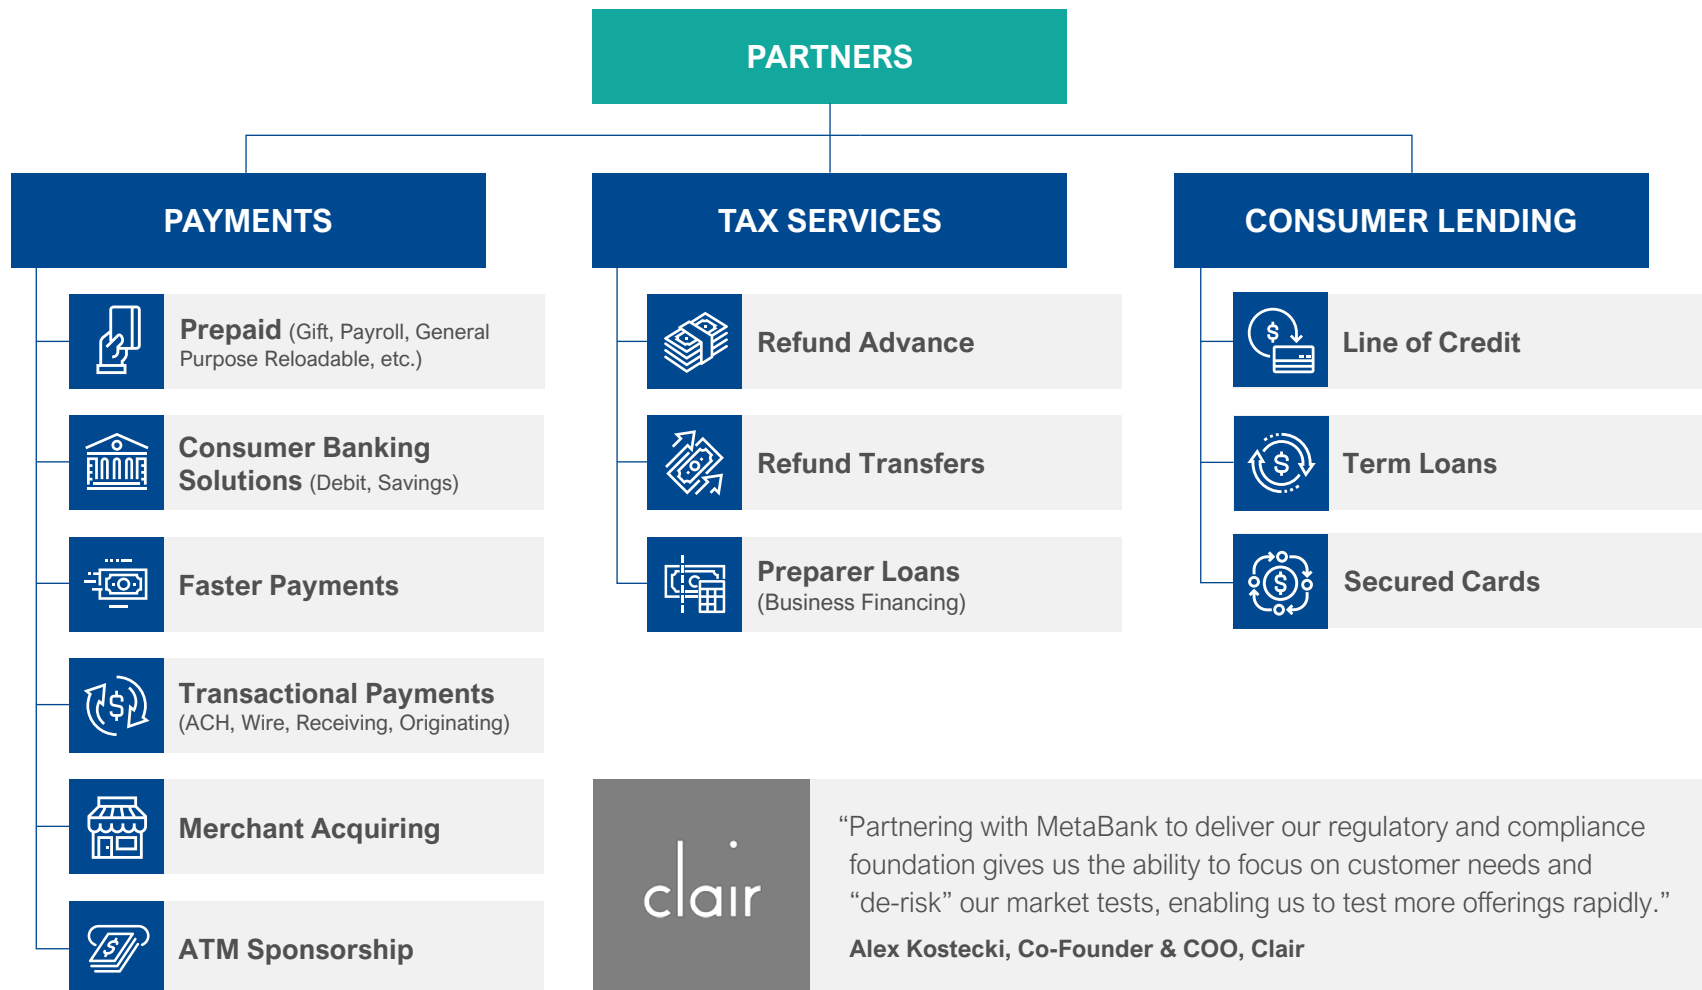 PARTNERS
PAYMENTS
Prepaid (Gift, Payroll, General
Purpose Reloadable, etc.)
Consumer Banking
Solutions (Debit, Savings)
Faster Payments
Transactional Payments
(ACH, Wire, Receiving, Originating)
Merchant Acquiring
ATM Sponsorship
TAX SERVICES
Refund Advance
Refund Transfers
Preparer Loans
(Business Financing)
CONSUMER LENDING
Line of Credit
Term Loans
Secured Cards
clair
“Partnering with MetaBank to deliver our regulatory and compliance
foundation gives us the ability to focus on customer needs and
“de-risk” our market tests, enabling us to test more offerings rapidly.”
Alex Kostecki, Co-Founder & COO, Clair